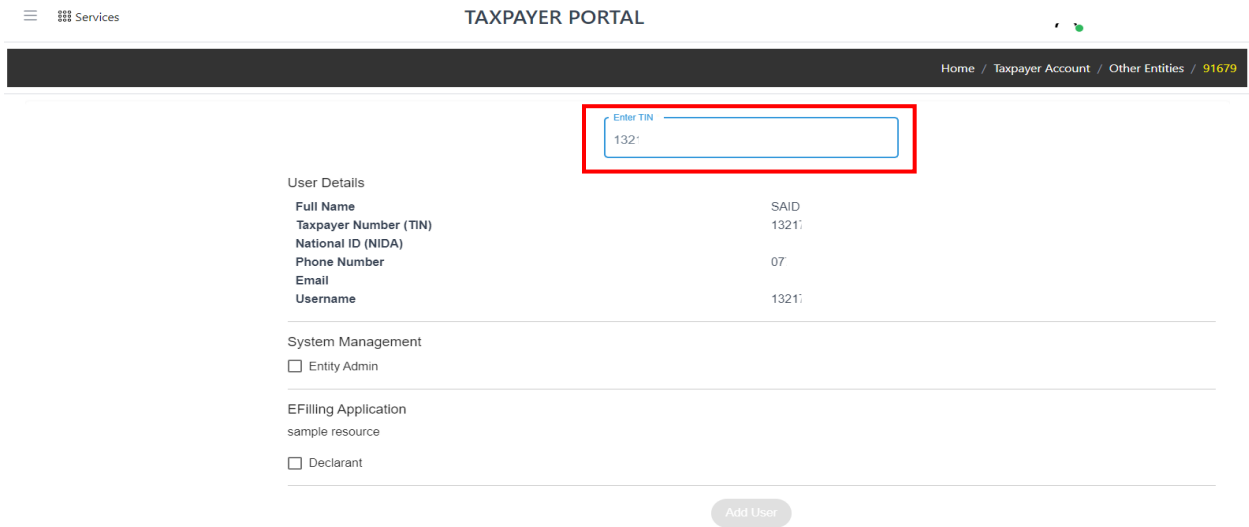 Services
TAXPAYER PORTAL
Home / Taxpayer Account / Other Entities / 91679
Enter TIN
132
User Details
Full Name SAID
Taxpayer Number (TIN) 1321
National ID (NIDA)
Phone Number 07
Email
Username 1321
System Management
Entity Admin
EFilling Application
sample resource
Declarant
Add User